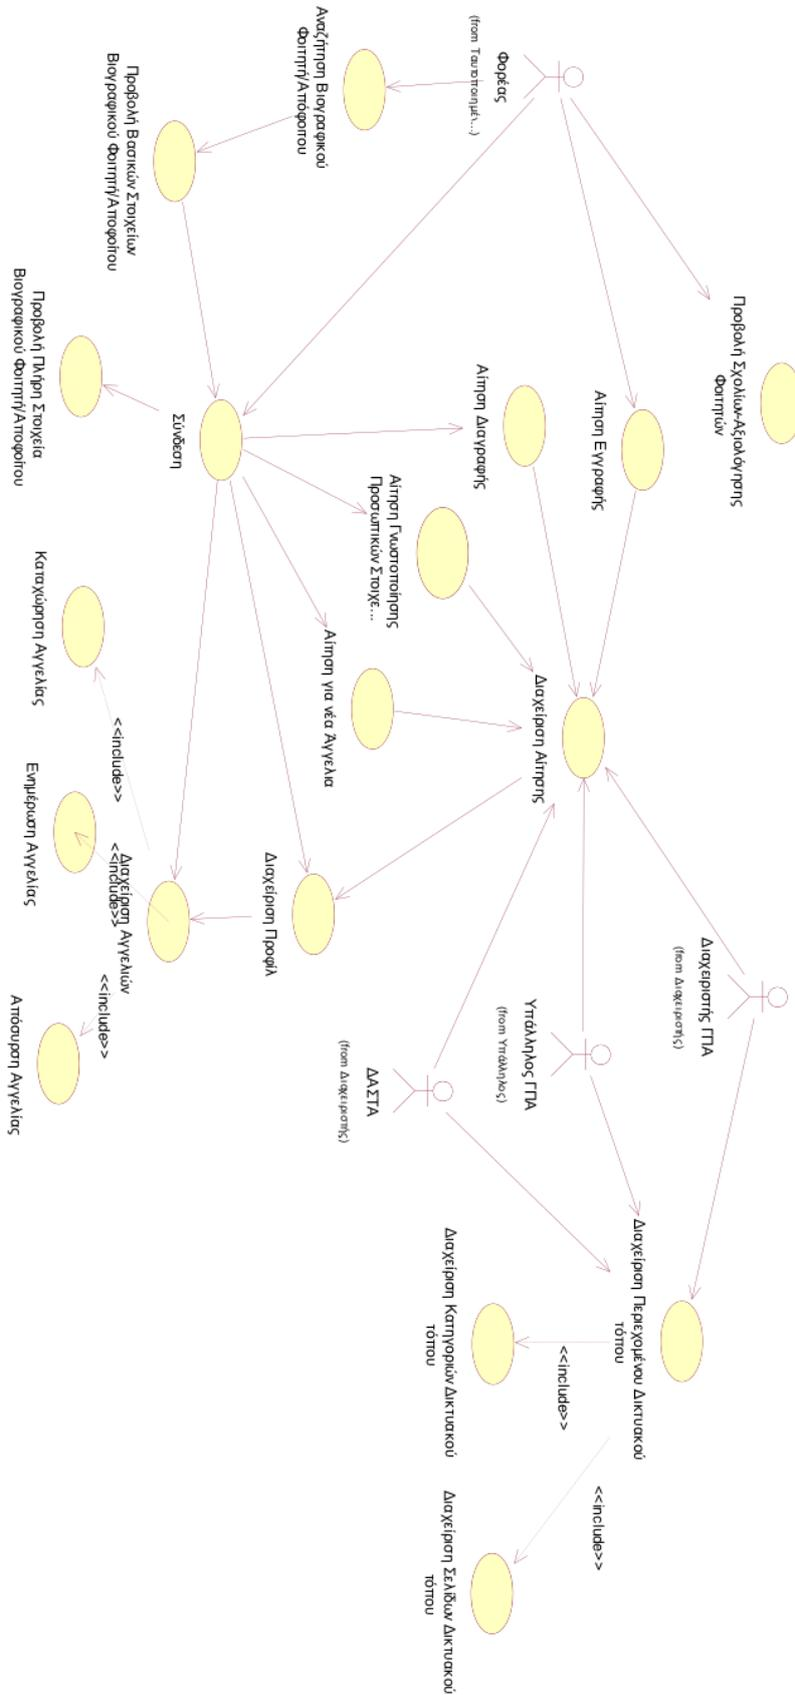 Προβολή Σχολίων-Αξιολόγησης
Φοιτητών
Φορέας
(from Ταυτοποιημέ...)
Αίτηση Εγγραφής
Αίτηση Διαγραφής
Αναζήτηση Βιογραφικού
Φοιτητή/Απόφοιτου
Αίτηση Γνωστοποίησης
Προσωπικών Στοιχε...
Προβολή Βασικών Στοιχείων
Βιογραφικού Φοιτητή/Αποφοίτου
Σύνδεση
Προβολή Πλήρη Στοιχεία
Βιογραφικού Φοιτητή/Αποφοίτου
Αίτηση για νέα Άγγελια
Διαχείριση Αίτησης
Διαχείριση Προφίλ
Διαχείριση Αγγελιών
Καταχώρηση Αγγελίας
<<include>>
Ενημέρωση Αγγελίας
<<include>>
Απόσυρση Αγγελίας
<<include>>
Διαχειριστής ΓΠΑ
(from Διαχειριστής)
Υπάλληλος ΓΠΑ
(from Υπάλληλος)
ΔΑΣΤΑ
(from Διαχειριστής)
Διαχείριση Περιεχομένου Δικτυακού
τόπου
Διαχείριση Κατηγοριών Δικτυακού
τόπου
<<include>>
<<include>>
Διαχείριση Σελίδων Δικτυακού
τόπου